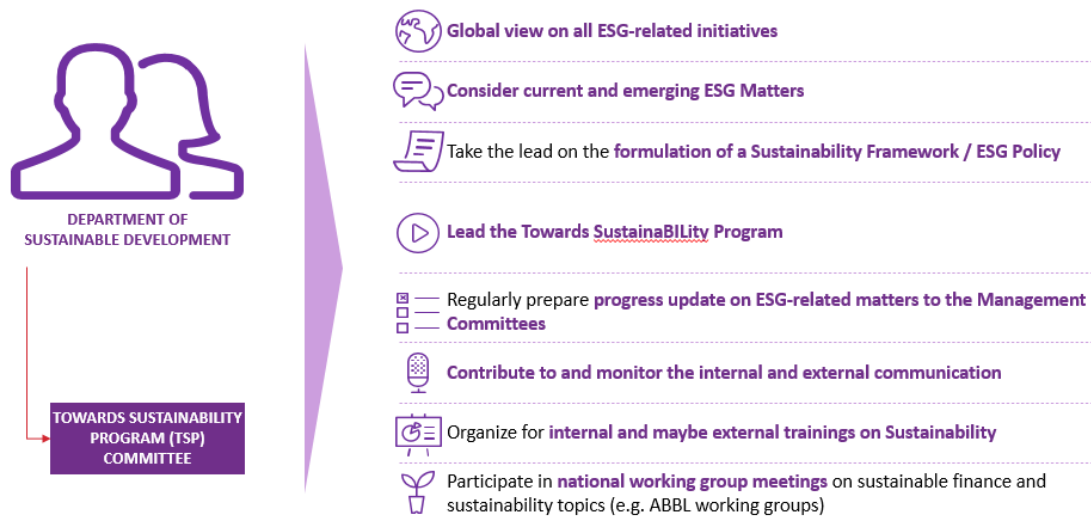 Global view on all ESG-related initiatives
Consider current and emerging ESG Matters
Take the lead on the formulation of a Sustainability Framework / ESG Policy
DEPARTMENT OF
SUSTAINABLE DEVELOPMENT
Lead the Towards SustainaBILity Program
Regularly prepare progress update on ESG-related matters to the Management
Committees
Contribute to and monitor the internal and external communication
TOWARDS SUSTAINABILITY
PROGRAM (TSP)
COMMITTEE
Organize for internal and maybe external trainings on Sustainability
Participate in national working group meetings on sustainable finance and
sustainability topics (e.g. ABBL working groups)